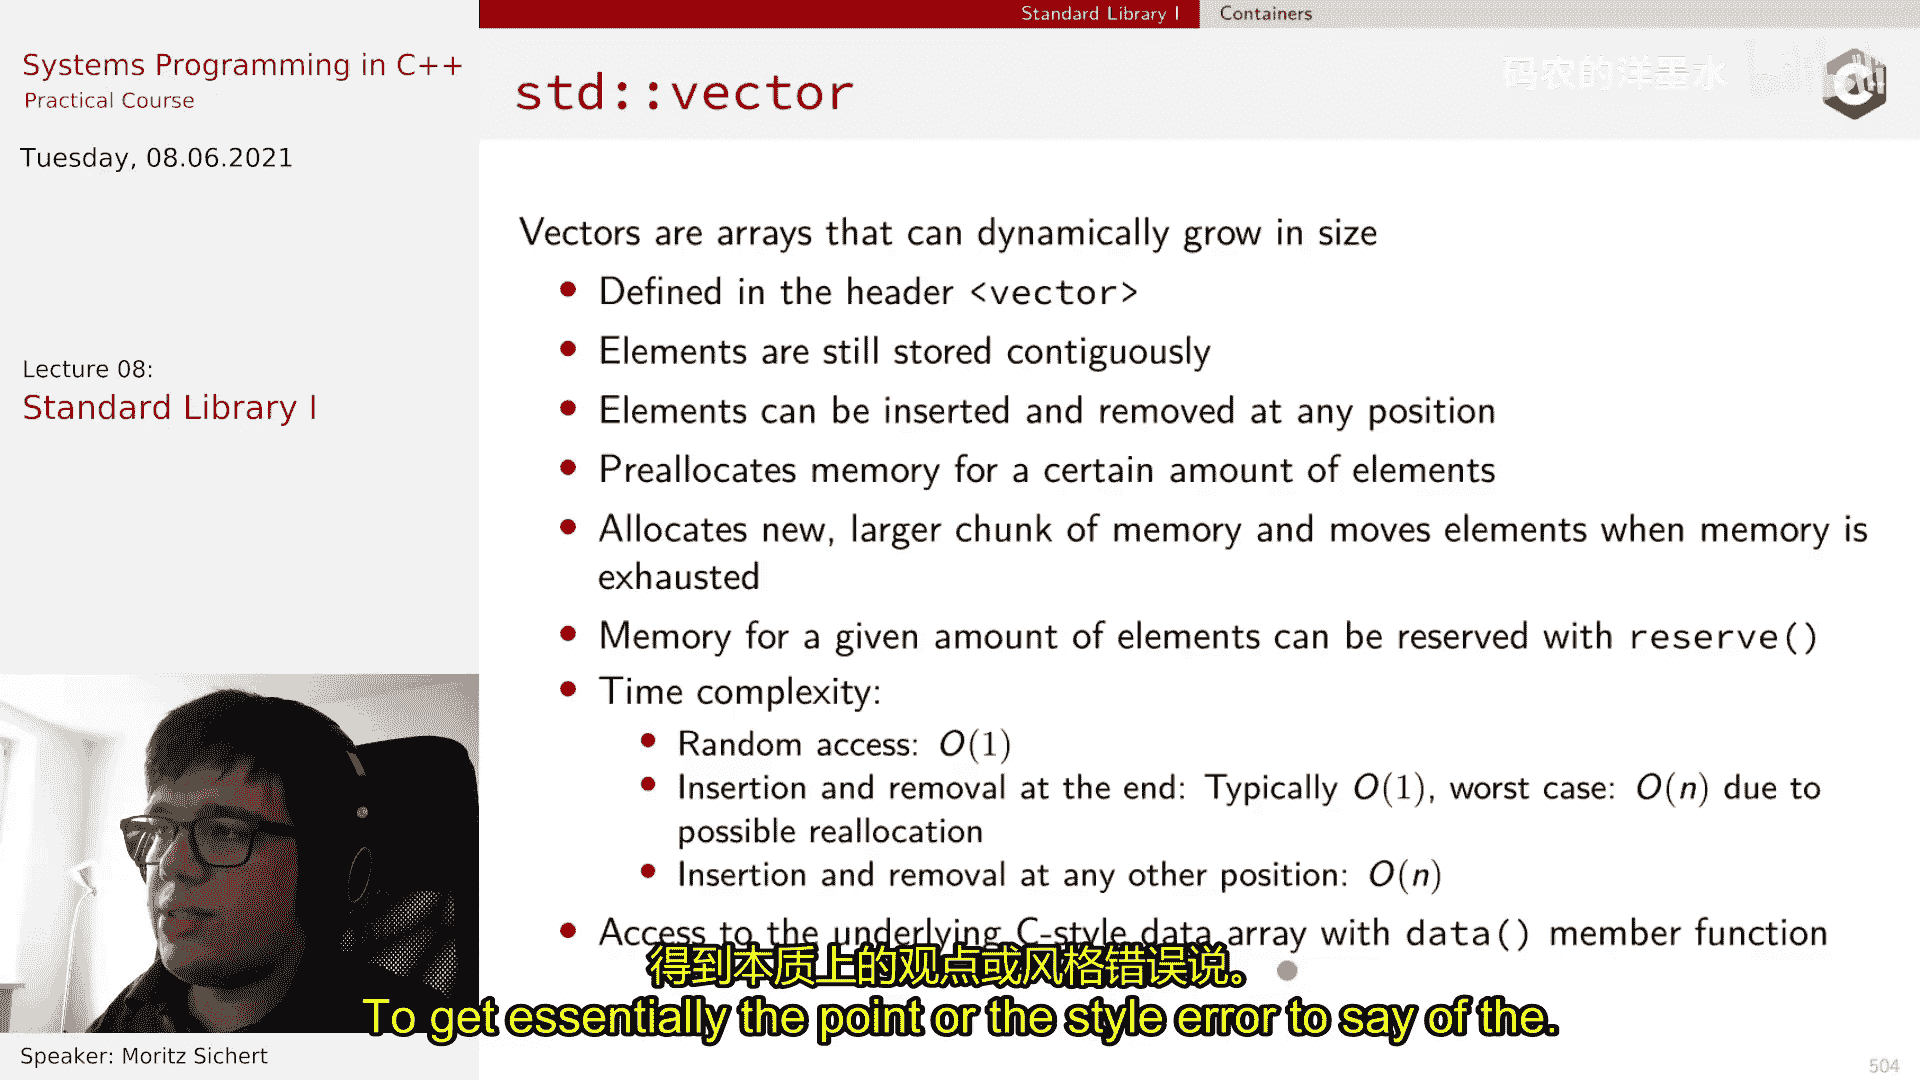 Standard Library I
Containers
Systems Programming in C++
Practical Course
Tuesday, 08.06.2021
Lecture 08:
Standard Library I
std::vector
码农的洋墨水
Vectors are arrays that can dynamically grow in size
Defined in the header <vector>
Elements are still stored contiguously
Elements can be inserted and removed at any position
Preallocates memory for a certain amount of elements
Allocates new, larger chunk of memory and moves elements when memory is
exhausted
Memory for a given amount of elements can be reserved with reserve()
Time complexity:
Random access: O(1)
Insertion and removal at the end: Typically O(1), worst case: O(n) due to
possible reallocation
Insertion and removal at any other position: O(n)
Access to the underlying C-style data array with data() member function
得到本质上的观点或风格错误说。
To get essentially the point or the style error to say of the.
Speaker: Moritz Sichert
504